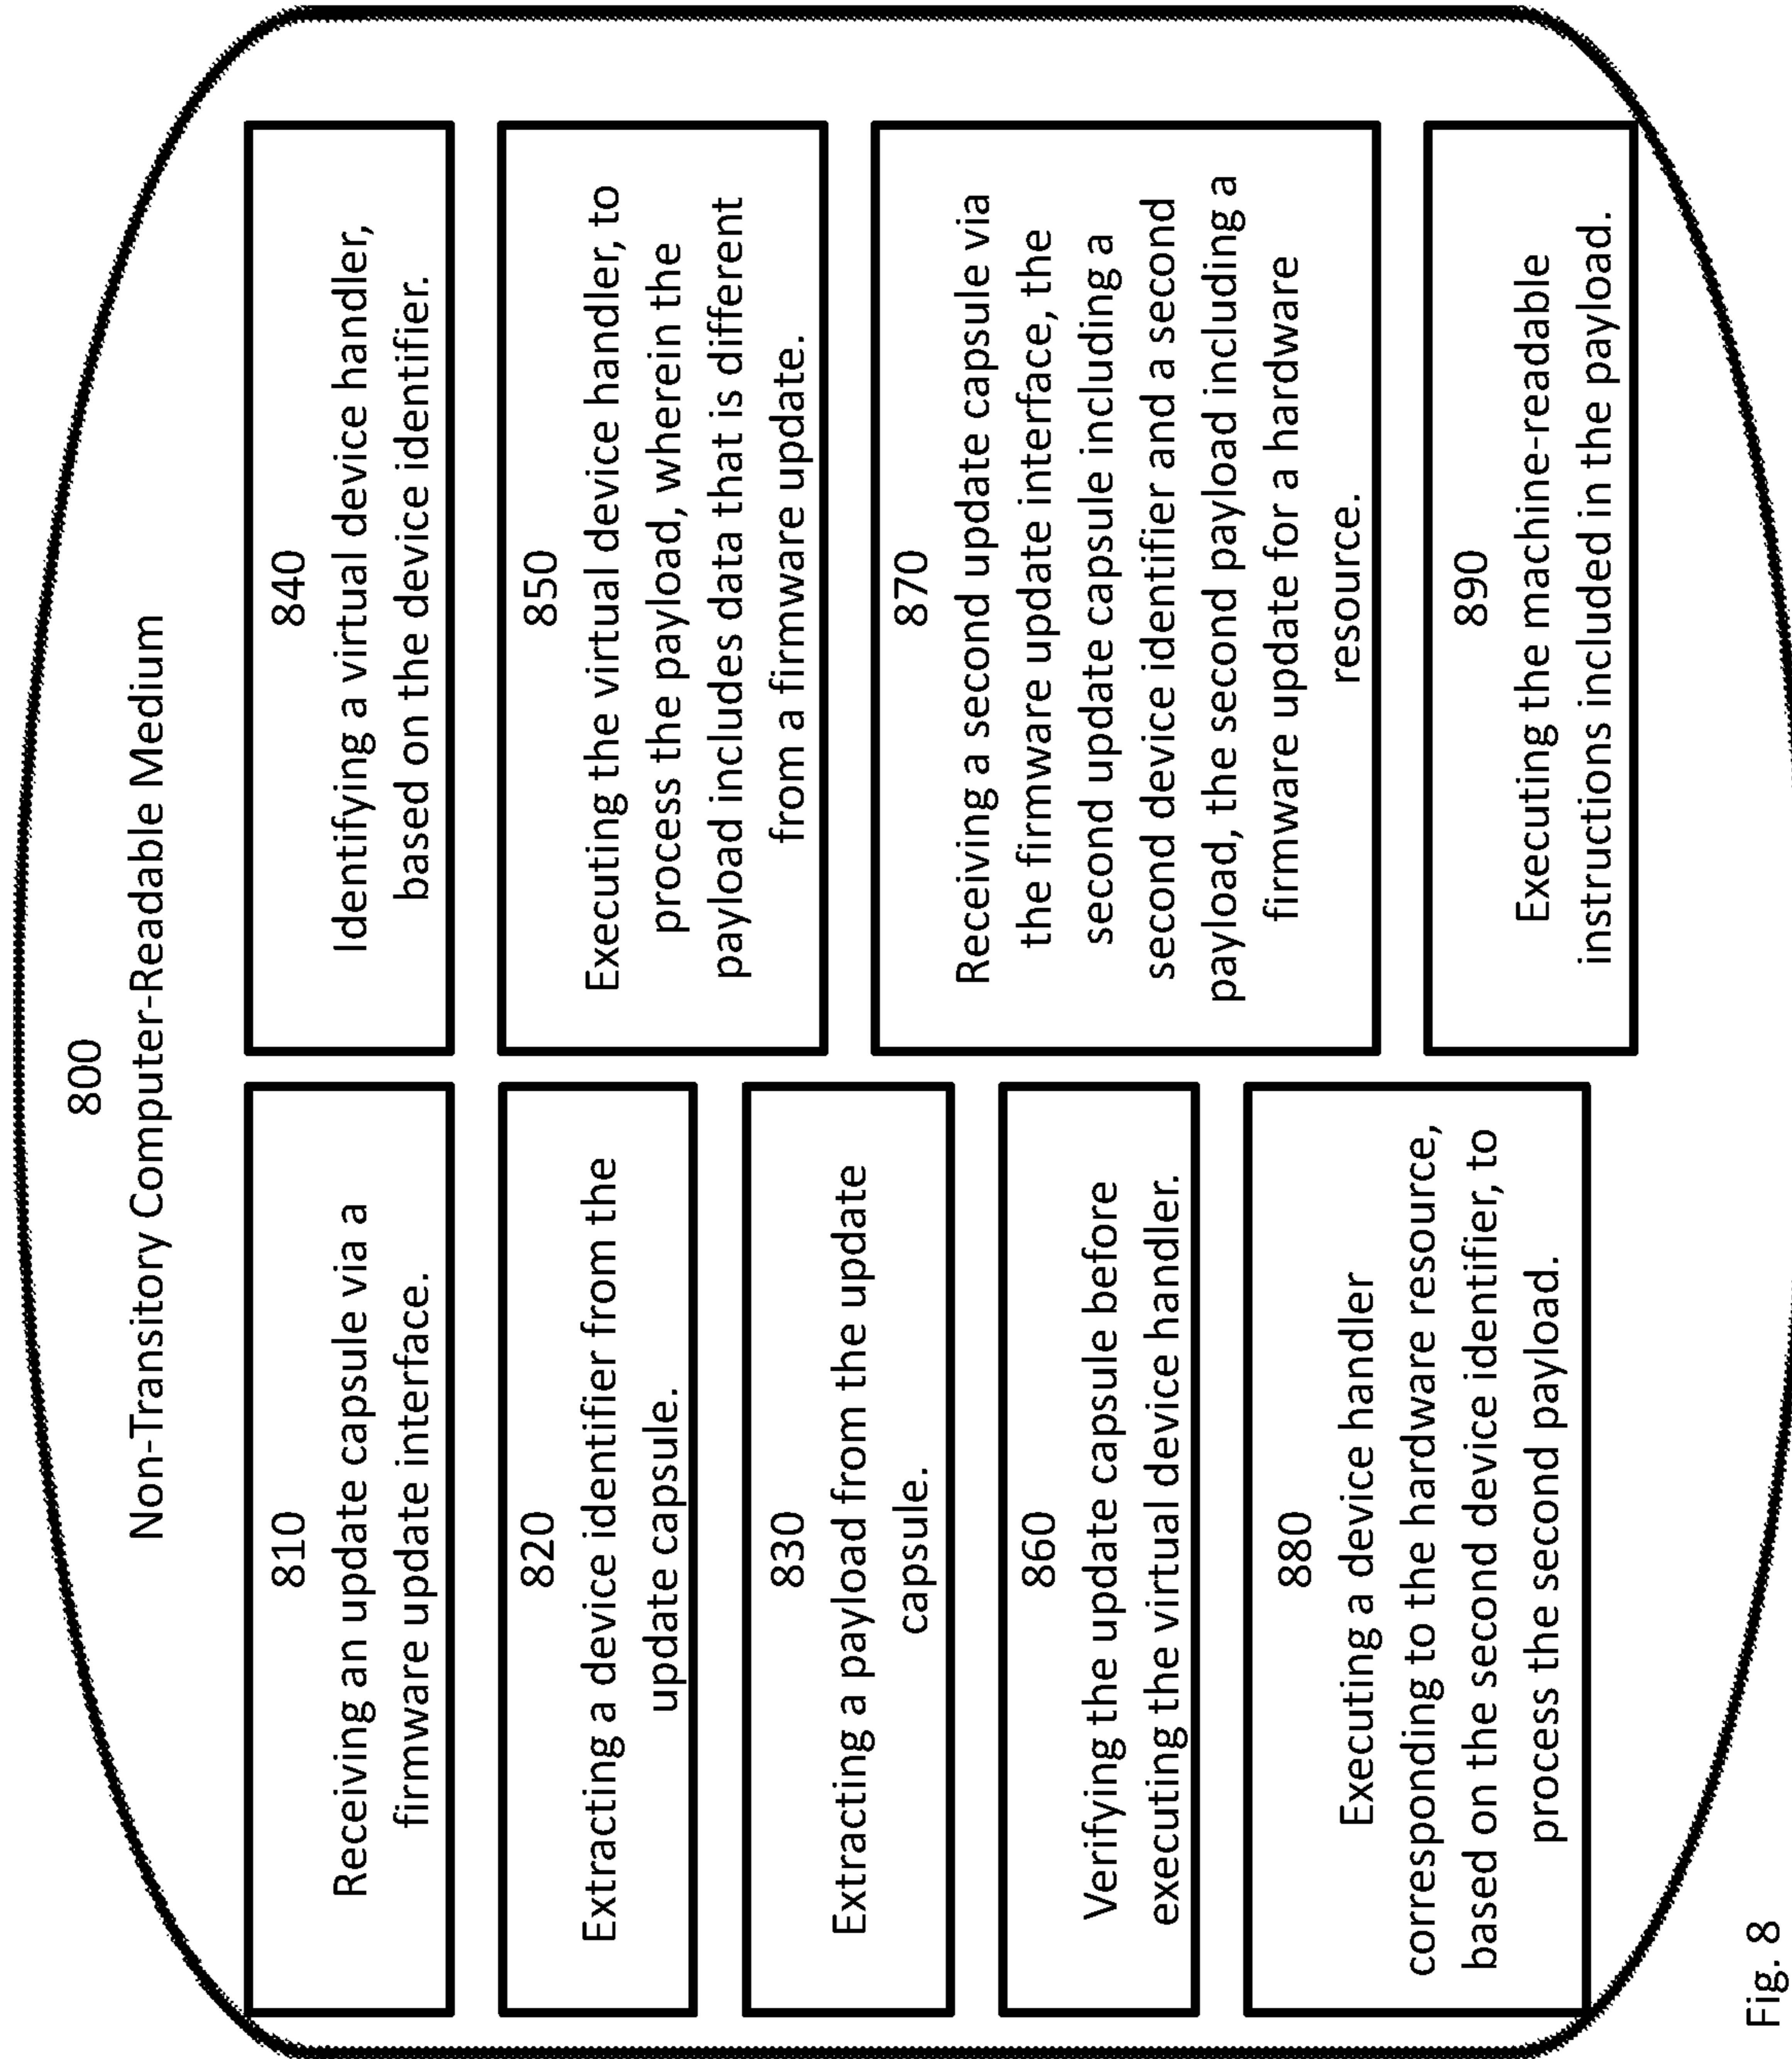 800
Non-Transitory Computer-Readable Medium
810
Receiving an update capsule via a
firmware update interface.
820
Extracting a device identifier from the
update capsule.
830
Extracting a payload from the update
capsule.
860
Verifying the update capsule before
executing the virtual device handler.
880
Executing a device handler
corresponding to the hardware resource,
based on the second device identifier, to
process the second payload.
840
Identifying a virtual device handler,
based on the device identifier.
850
Executing the virtual device handler, to
process the payload, wherein the
payload includes data that is different
from a firmware update.
870
Receiving a second update capsule via
the firmware update interface, the
second update capsule including a
second device identifier and a second
payload, the second payload including a
firmware update for a hardware
resource.
890
Executing the machine-readable
instructions included in the payload.
Fig. 8